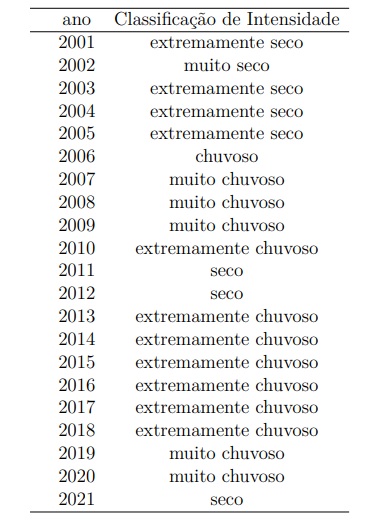 ano Classificação de Intensidade
2001 extremamente seco
2002 muito seco
2003 extremamente seco
2004 extremamente seco
2005 extremamente seco
2006 chuvoso
2007 muito chuvoso
2008 muito chuvoso
2009 muito chuvoso
2010 extremamente chuvoso
2011 seco
2012 seco
2013 extremamente chuvoso
2014 extremamente chuvoso
2015 extremamente chuvoso
2016 extremamente chuvoso
2017 extremamente chuvoso
2018 extremamente chuvoso
2019 muito chuvoso
2020 muito chuvoso
2021 seco